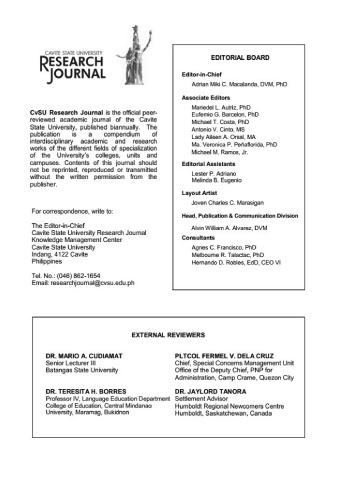 CAVITE STATE UNIVERSITY
RESEARCH
JOURNAL
CvSU Research Journal is the official peer-
reviewed academic journal of the Cavite
State University, published biannually. The
publication is a compendium of
interdisciplinary academic and research
works of the different fields of specialization
of the University's colleges, units and
campuses. Contents of this journal should
not be reprinted, reproduced or transmitted
without the written permission from the
publisher.
For correspondence, write to:
The Editor-in-Chief
Cavite State University Research Journal
Knowledge Management Center
Cavite State University
Indang, 4122 Cavite
Philippines
Tel. No.: (046) 862-1654
Email: researchjournal@cvsu.edu.ph
EDITORIAL BOARD
Editor-in-Chief
Adrian Miki C. Macalanda, DVM, PhD
Associate Editors
Mariedel L. Autriz, PhD
Eufemio G. Barcelon, PhD
Michael T. Costa, PhD
Antonio V. Cinto, MS
Lady Aileen A. Orsal, MA
Ma. Veronica P. Peñaflorida, PhD
Michael M. Ramos, Jr.
Editorial Assistants
Lester P. Adriano
Melinda B. Eugenio
Layout Artist
Joven Charles C. Marasigan
Head, Publication & Communication Division
Alvin William A. Alvarez, DVM
Consultants
Agnes C. Francisco, PhD
Melbourne R. Talactac, PhD
Hernando D. Robles, EdD, CEO VI
EXTERNAL REVIEWERS
DR. MARIO A. CUDIAMAT
Senior Lecturer III
Batangas State University
DR. TERESITA H. BORRES
Professor IV, Language Education Department
College of Education, Central Mindanao
University, Maramag, Bukidnon
PLTCOL FERMEL V. DELA CRUZ
Chief, Special Concerns Management Unit
Office of the Deputy Chief, PNP for
Administration, Camp Crame, Quezon City
DR. JAYLORD TANORA
Settlement Advisor
Humboldt Regional Newcomers Centre
Humboldt, Saskatchewan, Canada